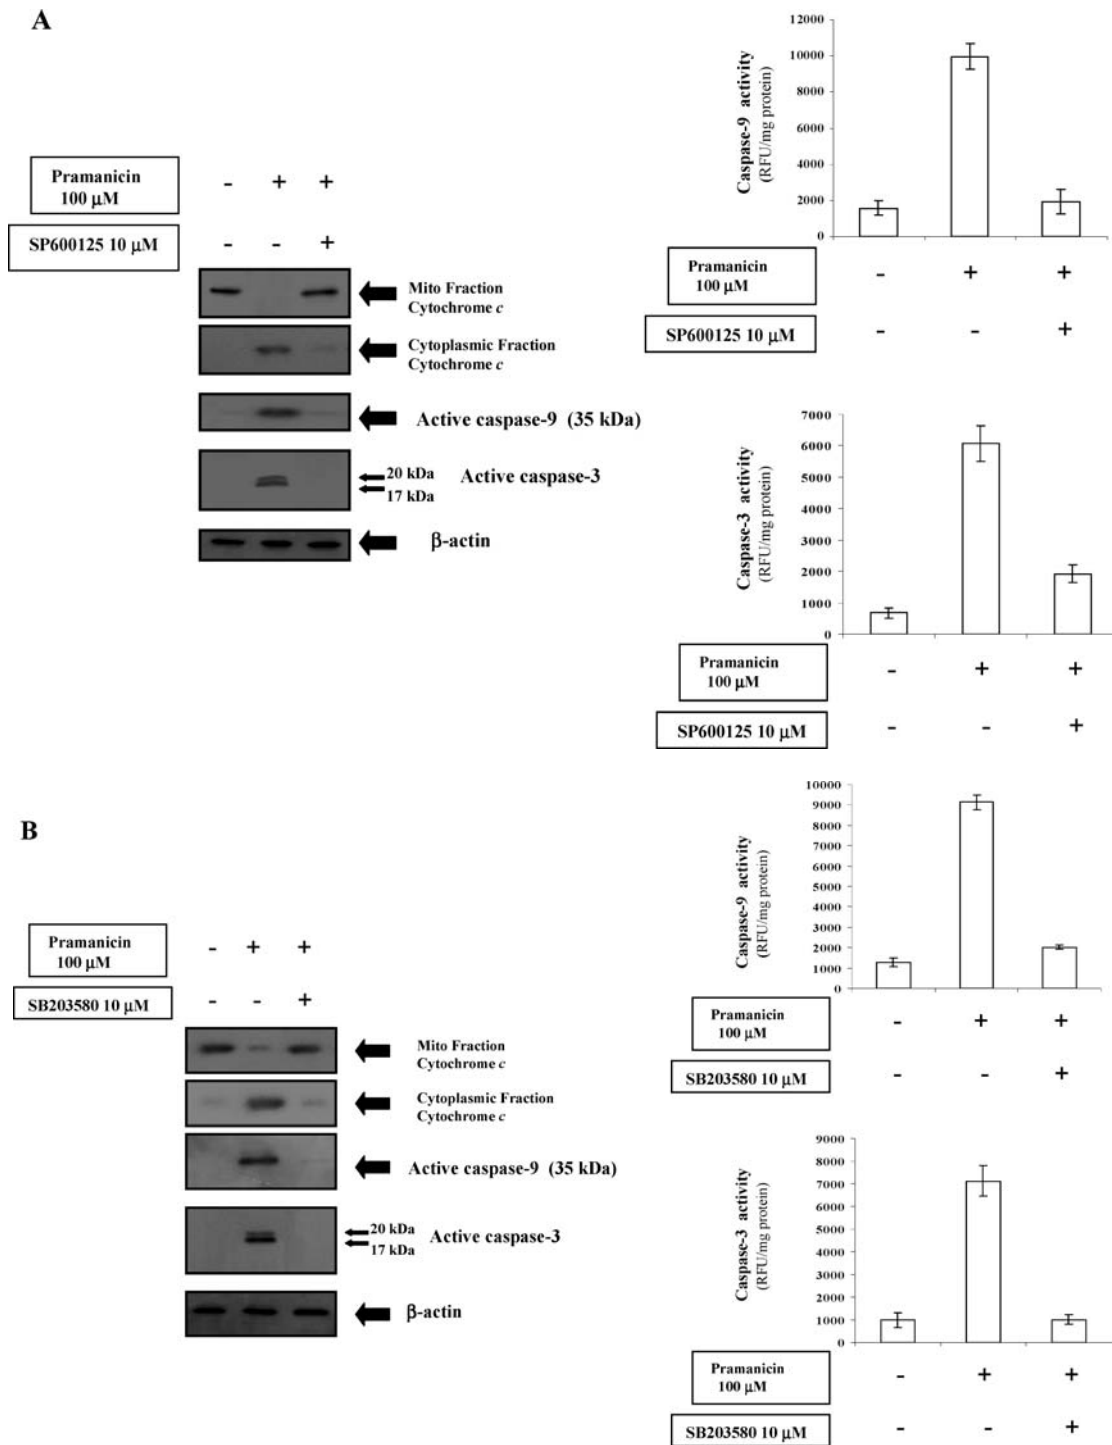 A
Pramanicin
100 μM
- + +
SP600125 10 μM
- - +
Mito Fraction
Cytochrome c
Cytoplasmic Fraction
Cytochrome c
Active caspase-9 (35 kDa)
20 kDa
Active caspase-3
17 kDa
β-actin
Caspase-9 activity
(RFU/mg protein)
12000
10000
8000
6000
4000
2000
0
Pramanicin
100 μM
- + +
SP600125 10 μM
- - +
Caspase-3 activity
(RFU/mg protein)
7000
6000
5000
4000
3000
2000
1000
0
Pramanicin
100 μM
- + +
SP600125 10 μM
- - +
B
Pramanicin
100 μM
- + +
SB203580 10 μM
- - +
Mito Fraction
Cytochrome c
Cytoplasmic Fraction
Cytochrome c
Active caspase-9 (35 kDa)
20 kDa
Active caspase-3
17 kDa
β-actin
Caspase-9 activity
(RFU/mg protein)
10000
9000
8000
7000
6000
5000
4000
3000
2000
1000
0
Pramanicin
100 μM
- + +
SB203580 10 μM
- - +
Caspase-3 activity
(RFU/mg protein)
9000
8000
7000
6000
5000
4000
3000
2000
1000
0
Pramanicin
100 μM
- + +
SB203580 10 μM
- - +